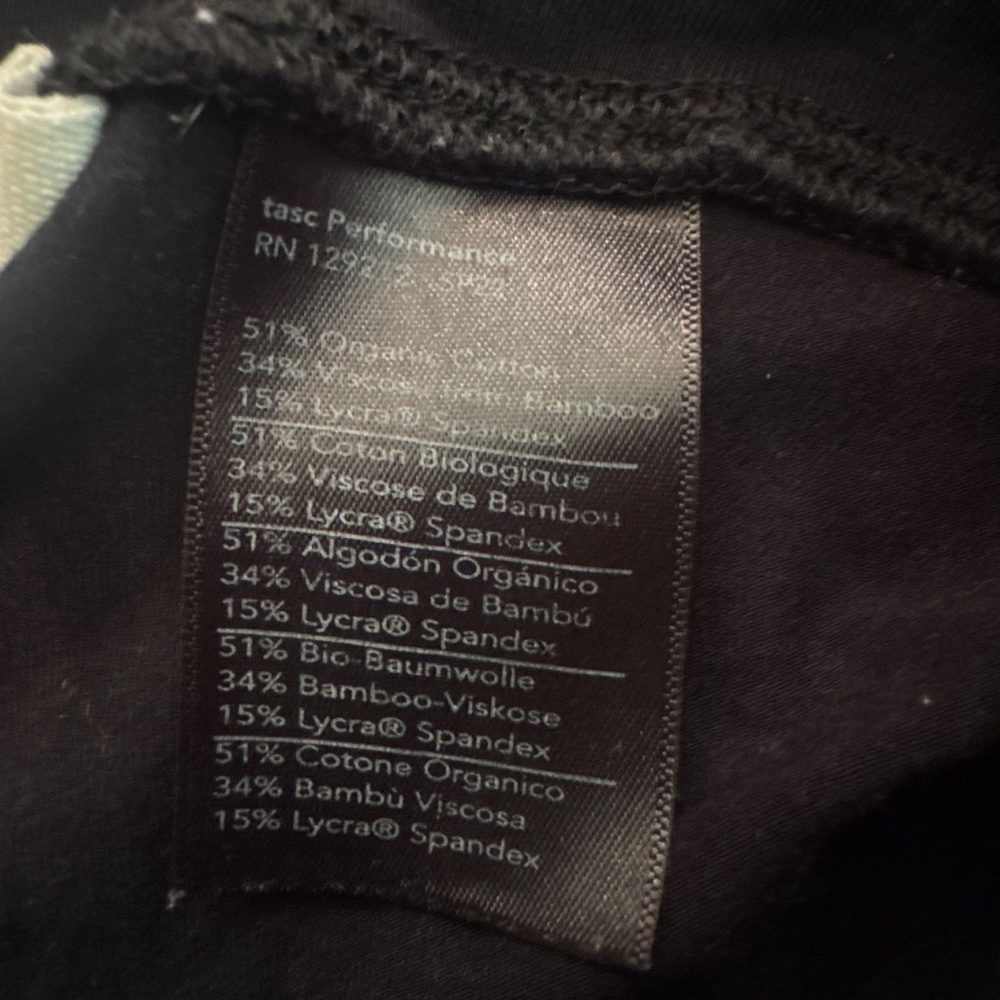 tasc Performance
SP22
51% Organic Cotton
34% Viscose from Bamboo
15% Lycra® Spandex
51% Coton Biologique
34% Viscose de Bambou
15% Lycra® Spandex
51% Algodón Orgánico
34% Viscosa de Bambú
15% Lycra® Spandex
51% Bio-Baumwolle
34% Bamboo-Viskose
15% Lycra® Spandex
51% Cotone Organico
34% Bambù Viscosa
15% Lycra® Spandex